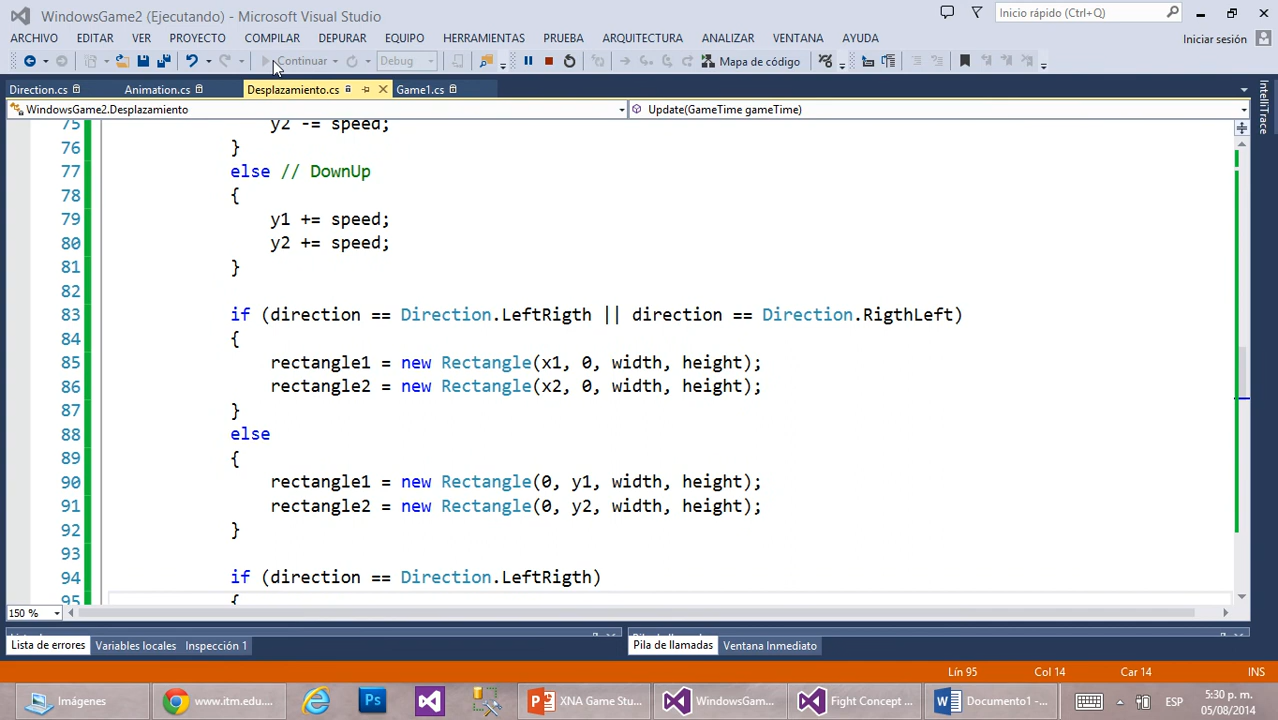 WindowsGame2 (Ejecutando) - Microsoft Visual Studio
Inicio rápido (Ctrl+Q)
ARCHIVO EDITAR VER PROYECTO COMPILAR DEPURAR EQUIPO HERRAMIENTAS PRUEBA ARQUITECTURA ANALIZAR VENTANA AYUDA
Iniciar sesión
Continuar Debug Mapa de código
Direction.cs Animation.cs Desplazamiento.cs Game1.cs
WindowsGame2.Desplazamiento Update(GameTime gameTime)
IntelliTrace
75 y2 -= speed;
76 }
77 else // DownUp
78 {
79 y1 += speed;
80 y2 += speed;
81 }
82
83 if (direction == Direction.LeftRigth || direction == Direction.RigthLeft)
84 {
85 rectangle1 = new Rectangle(x1, 0, width, height);
86 rectangle2 = new Rectangle(x2, 0, width, height);
87 }
88 else
89 {
90 rectangle1 = new Rectangle(0, y1, width, height);
91 rectangle2 = new Rectangle(0, y2, width, height);
92 }
93
94 if (direction == Direction.LeftRigth)
95 {
150 %
Lista de errores Variables locales Inspección 1 Pila de llamadas Ventana Inmediato
Lín 95 Col 14 Car 14 INS
Imágenes www.itm.edu.... XNA Game Stu... WindowsGam... Fight Concept ... Documento1 -... ESP 5:30 p. m.
05/08/2014